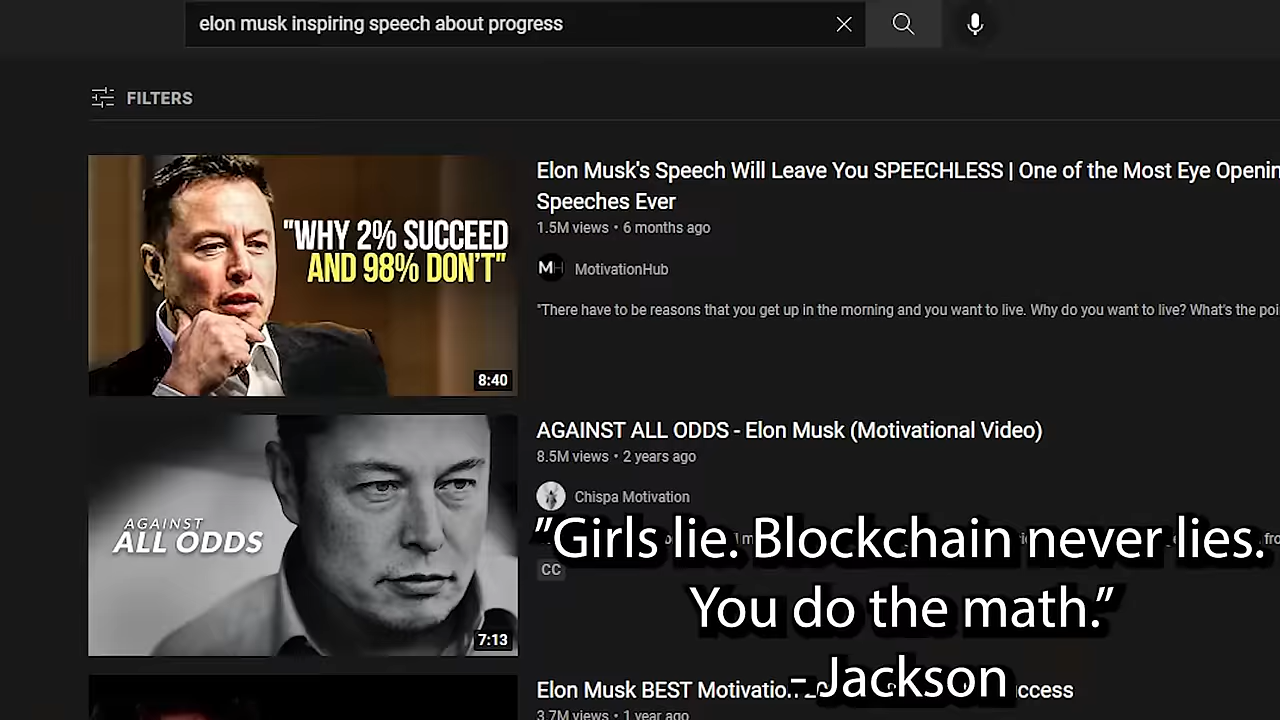 elon musk inspiring speech about progress
FILTERS
"WHY 2% SUCCEED
AND 98% DON'T"
8:40
Elon Musk's Speech Will Leave You SPEECHLESS | One of the Most Eye
Speeches Ever
1.5M views • 6 months ago
MH MotivationHub
"There have to be reasons that you get up in the morning and you want to live. Why do you want to live? What's the
AGAINST
ALL ODDS
7:13
AGAINST ALL ODDS - Elon Musk (Motivational Video)
8.5M views • 2 years ago
Chispa Motivation
CC
"Girls lie. Blockchain never lies.
You do the math."
- Jackson
Elon Musk BEST
3.7M views • 1 year ago